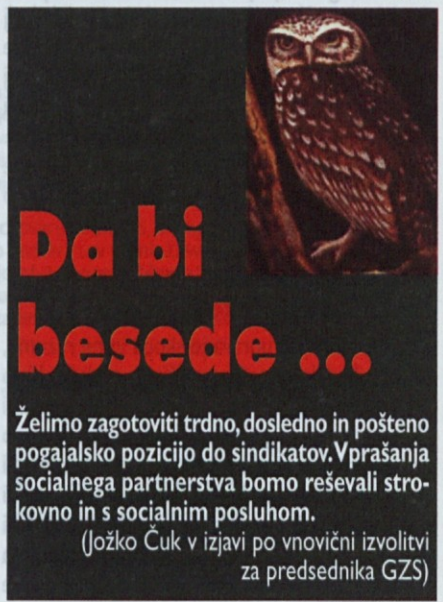 Da bi
besede ...
Želimo zagotoviti trdno, dosledno in pošteno
pogajalsko pozicijo do sindikatov. Vprašanja
socialnega partnerstva bomo reševali stro-
kovno in s socialnim posluhom.
(Jožko Čuk v izjavi po vnovični izvolitvi
za predsednika GZS)